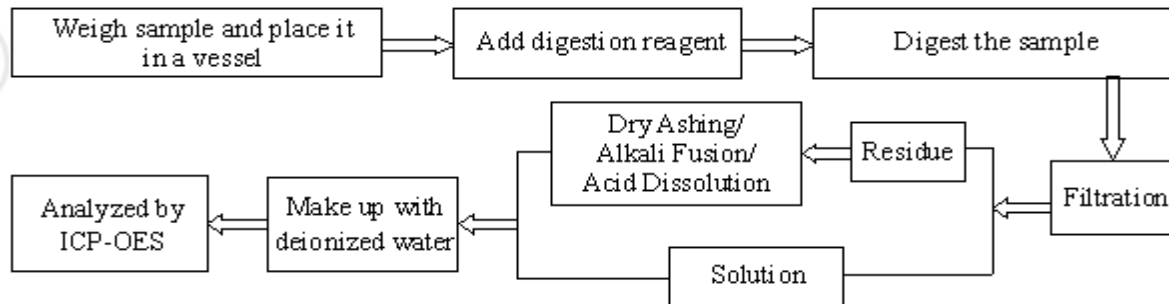 Weigh sample and place it
in a vessel
Add digestion reagent
Digest the sample
Filtration
Residue
Dry Ashing/
Alkali Fusion/
Acid Dissolution
Solution
Make up with
deionized water
Analyzed by
ICP-OES